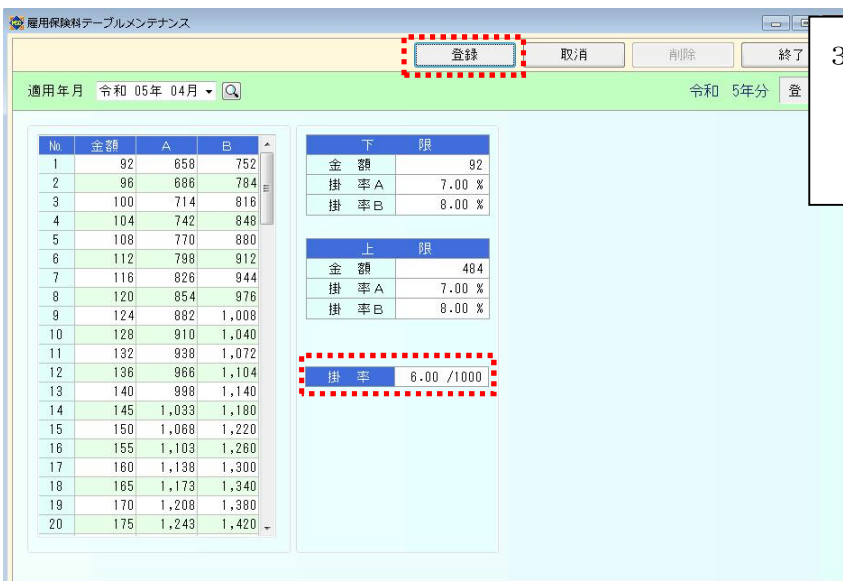 雇用保険料テーブルメンテナンス
登録 取消 削除 終了
適用年月 令和 05年 04月 令和 5年分 登
3
No. 金額 A B
1 92 658 752
2 96 686 784
3 100 714 816
4 104 742 848
5 108 770 880
6 112 798 912
7 116 826 944
8 120 854 976
9 124 882 1,008
10 128 910 1,040
11 132 938 1,072
12 136 966 1,104
13 140 998 1,140
14 145 1,033 1,180
15 150 1,068 1,220
16 155 1,103 1,260
17 160 1,138 1,300
18 165 1,173 1,340
19 170 1,208 1,380
20 175 1,243 1,420
下 限
金 額 92
掛 率A 7.00 %
掛 率B 8.00 %
上 限
金 額 484
掛 率A 7.00 %
掛 率B 8.00 %
掛 率 6.00 /1000